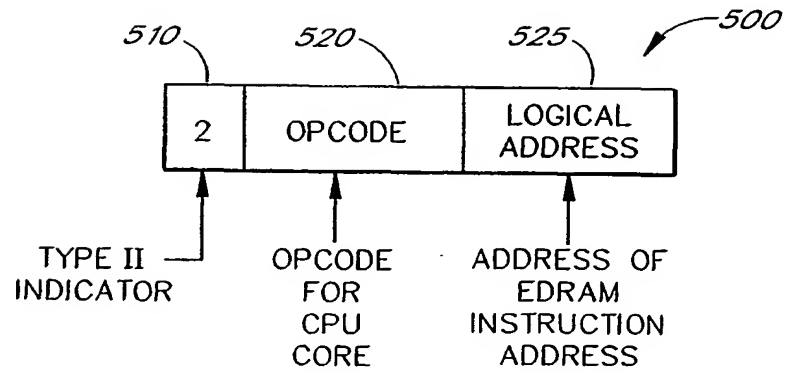 510
520
525
500
2
OPCODE
LOGICAL
ADDRESS
TYPE II
INDICATOR
OPCODE
FOR
CPU
CORE
ADDRESS OF
EDRAM
INSTRUCTION
ADDRESS